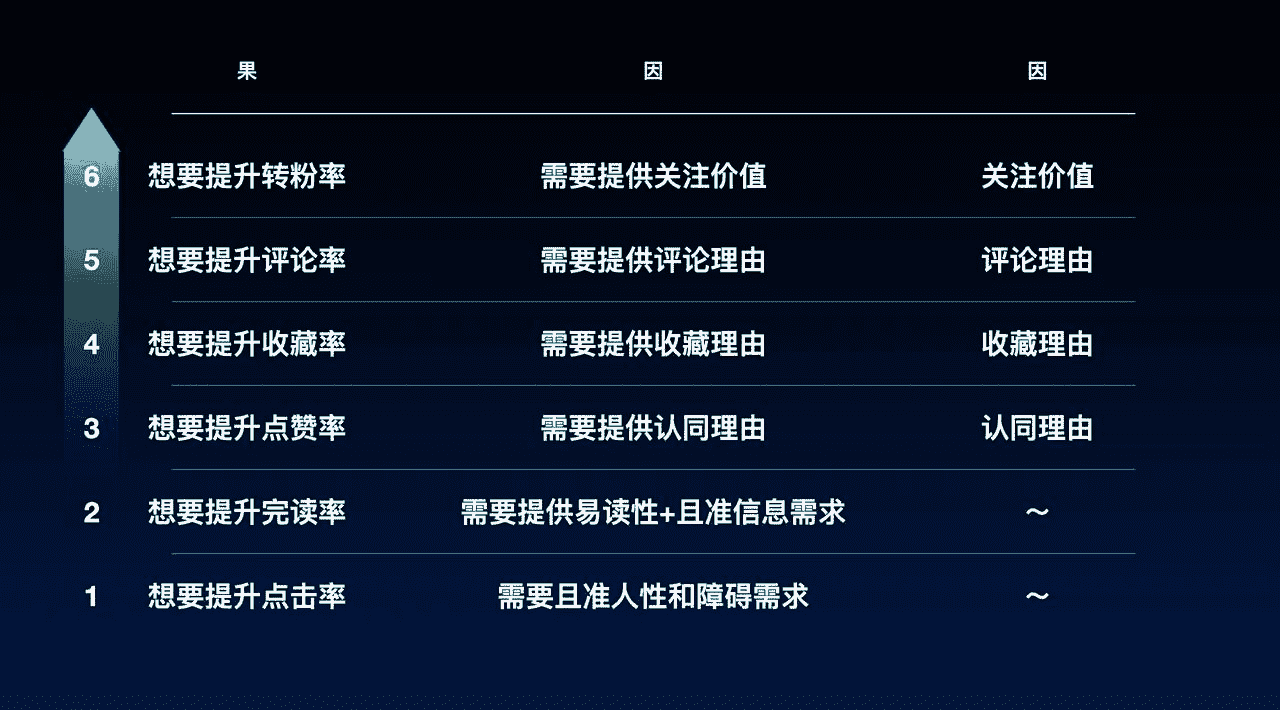 果 因 因
6 想要提升转粉率 需要提供关注价值 关注价值
5 想要提升评论率 需要提供评论理由 评论理由
4 想要提升收藏率 需要提供收藏理由 收藏理由
3 想要提升点赞率 需要提供认同理由 认同理由
2 想要提升完读率 需要提供易读性+且准信息需求 ～
1 想要提升点击率 需要且准人性和障碍需求 ～